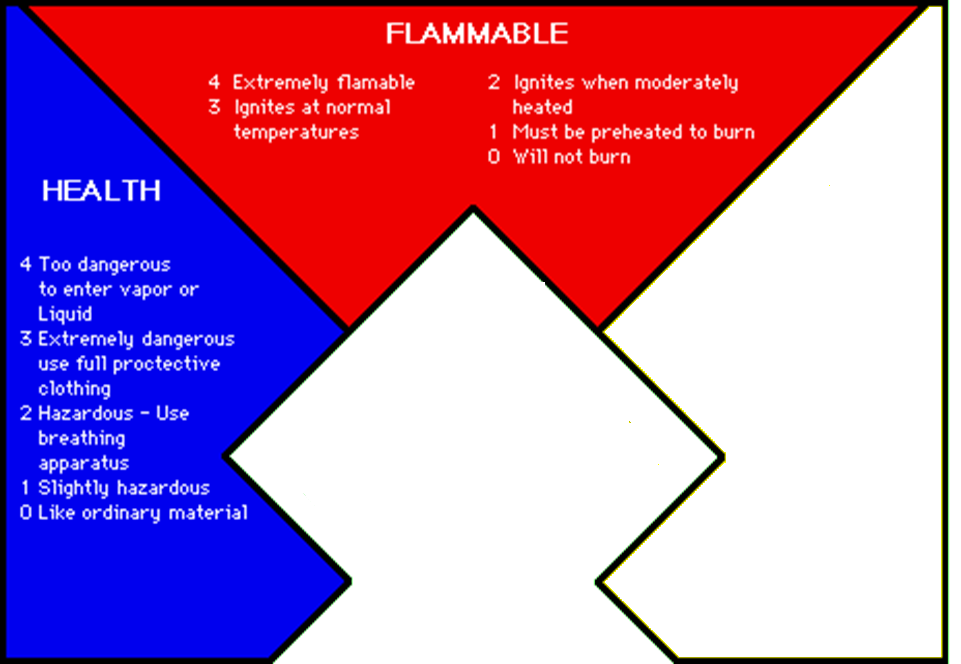 FLAMMABLE
4 Extremely flamable
3 Ignites at normal
temperatures
2 Ignites when moderately
heated
1 Must be preheated to burn
0 Will not burn
HEALTH
4 Too dangerous
to enter vapor or
Liquid
3 Extremely dangerous
use full proctective
clothing
2 Hazardous - Use
breathing
apparatus
1 Slightly hazardous
0 Like ordinary material